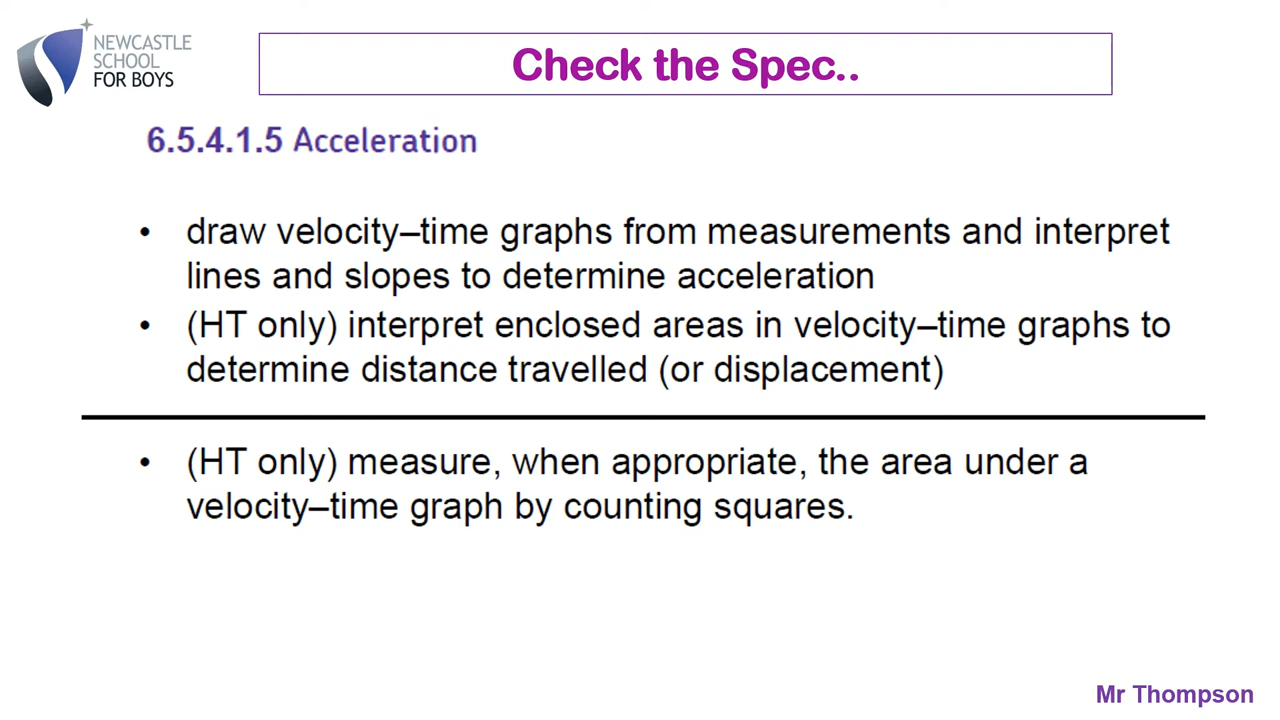 NEWCASTLE
SCHOOL
FOR BOYS
Check the Spec..
6.5.4.1.5 Acceleration
• draw velocity–time graphs from measurements and interpret
lines and slopes to determine acceleration
• (HT only) interpret enclosed areas in velocity–time graphs to
determine distance travelled (or displacement)
• (HT only) measure, when appropriate, the area under a
velocity–time graph by counting squares.
Mr Thompson